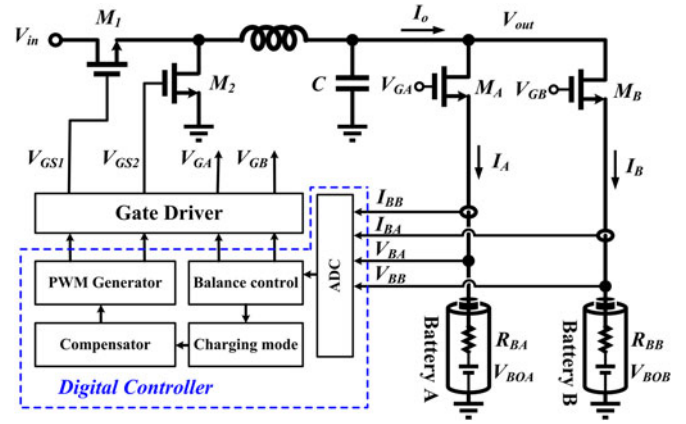 M1
Io
Vin
Vout
M2
C
VGA
MA
VGB
MB
VGS1
VGS2
VGA
VGB
IA
IB
Gate Driver
IBB
IBA
VBA
VBB
ADC
PWM Generator
Balance control
Compensator
Charging mode
Digital Controller
Battery A
RBA
VBOA
Battery B
RBB
VBOB